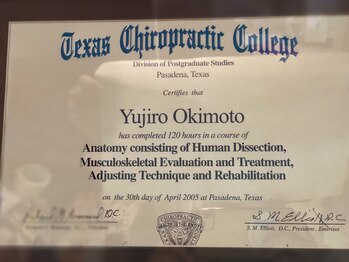 Texas Chiropractic College
Division of Postgraduate Studies
Pasadena, Texas
Certifies that
Yujiro Okimoto
has completed 120 hours in a course of
Anatomy consisting of Human Dissection,
Musculoskeletal Evaluation and Treatment,
Adjusting Technique and Rehabilitation
on the 30th day of April 2005 at Pasadena, Texas
D.C.
S M Elliott, D.C.
CHIROPRACTIC
S. M. Elliott, D.C., President, Emeritus